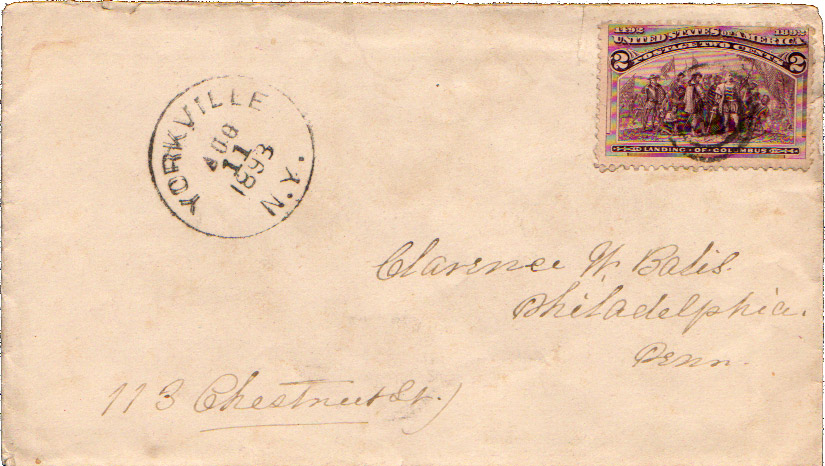 1492 1892
UNITED STATES OF AMERICA
POSTAGE TWO CENTS
2 2
LANDING · OF · COLUMBUS
YORKVILLE
AUG
11
1893
N.Y.
Clarence W. Balis.
Philadelphia.
Penn.
113 Chestnut St.)